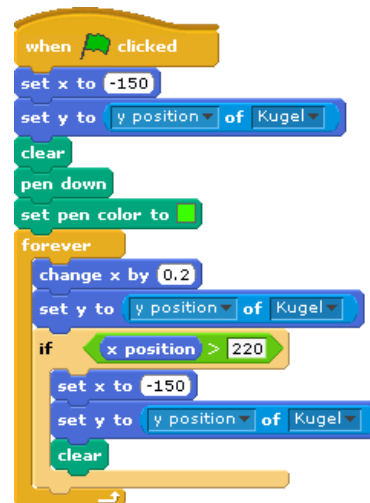 when clicked
set x to -150
set y to y position of Kugel
clear
pen down
set pen color to
forever
change x by 0.2
set y to y position of Kugel
if x position > 220
set x to -150
set y to y position of Kugel
clear